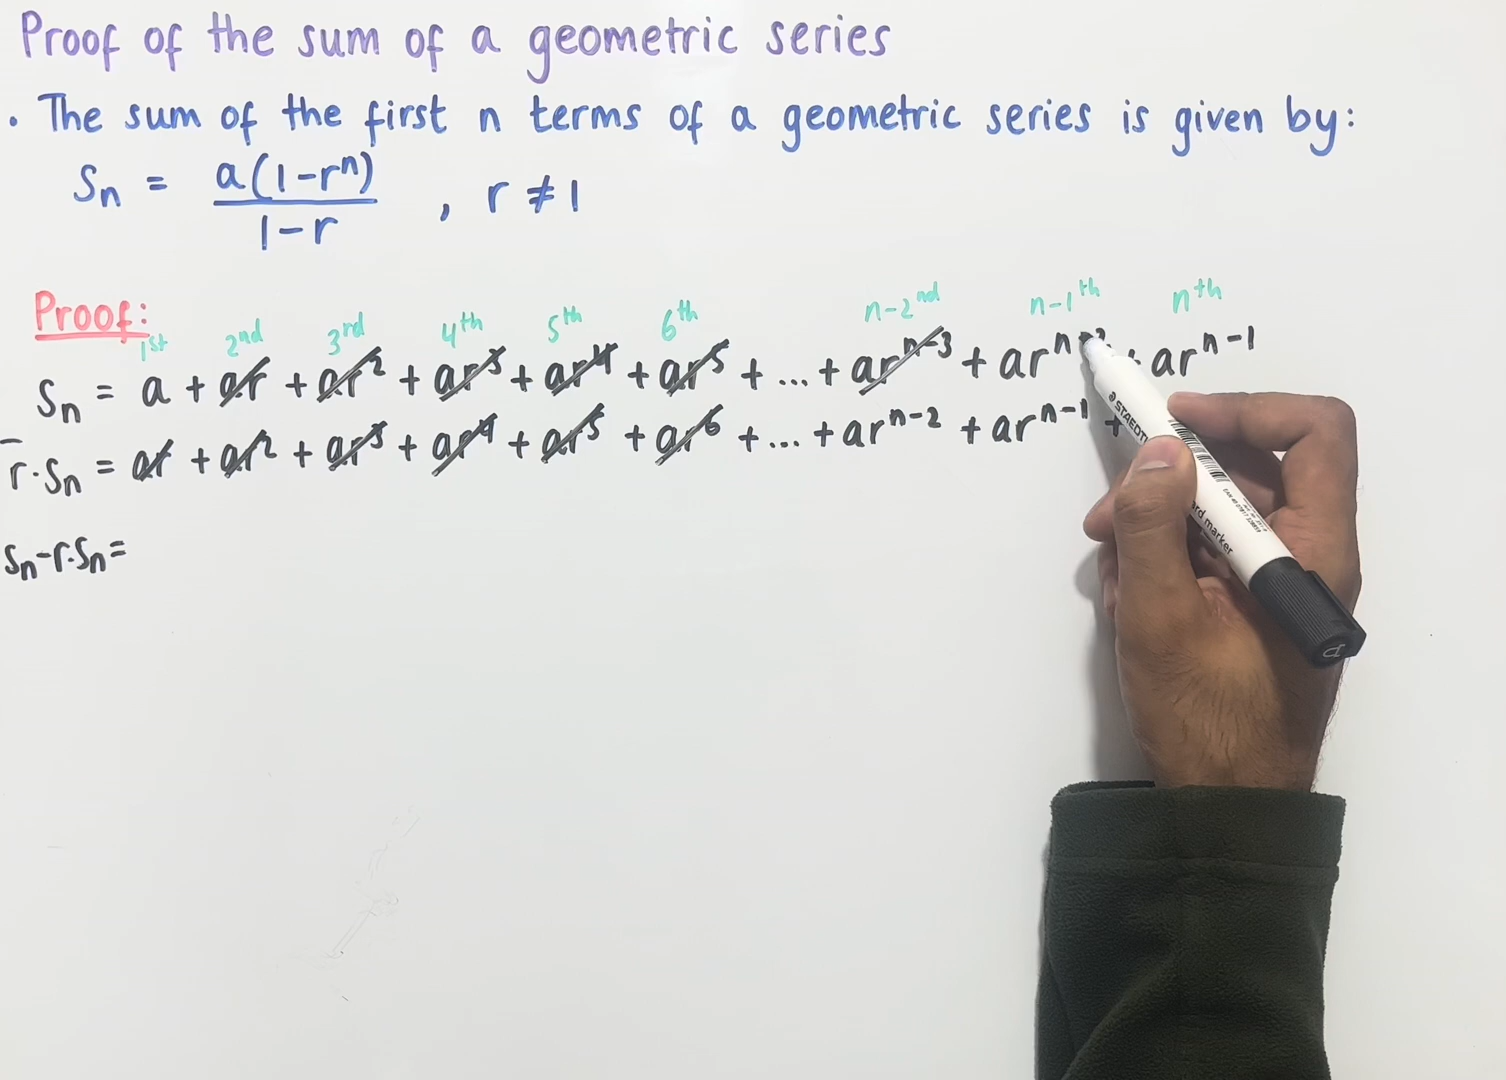 Proof of the sum of a geometric series
· The sum of the first n terms of a geometric series is given by:
Sn = a(1-rⁿ)
1-r
, r ≠ 1
Proof:
1st 2nd 3rd 4th 5th 6th n-2nd n-1th nth
Sn = a + ar + ar² + ar³ + ar⁴ + ar⁵ + ... + arⁿ⁻³ + arⁿ⁻² + arⁿ⁻¹
- r·Sn = ar + ar² + ar³ + ar⁴ + ar⁵ + ar⁶ + ... + arⁿ⁻² + arⁿ⁻¹ +
Sn-r·Sn=
STAEDTL
ard marker